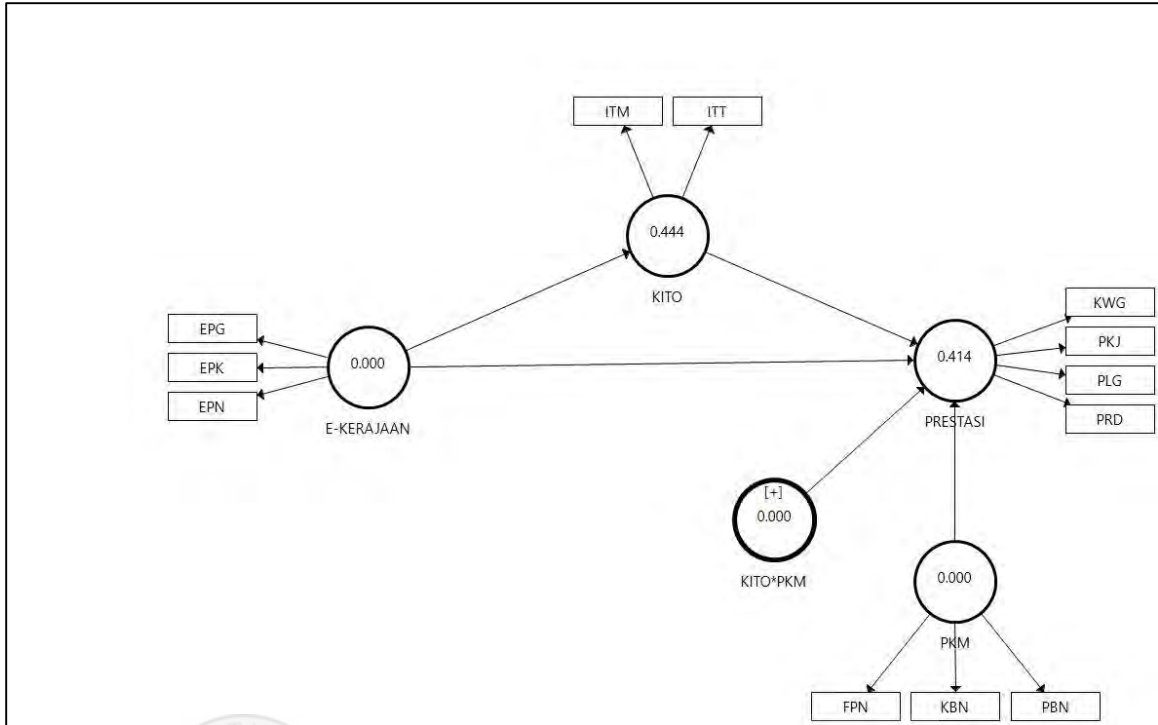 ITM
ITT
0.444
KITO
EPG
EPK
EPN
0.000
E-KERAJAAN
KWG
PKJ
PLG
PRD
0.414
PRESTASI
[+]
0.000
KITO*PKM
0.000
PKM
FPN
KBN
PBN